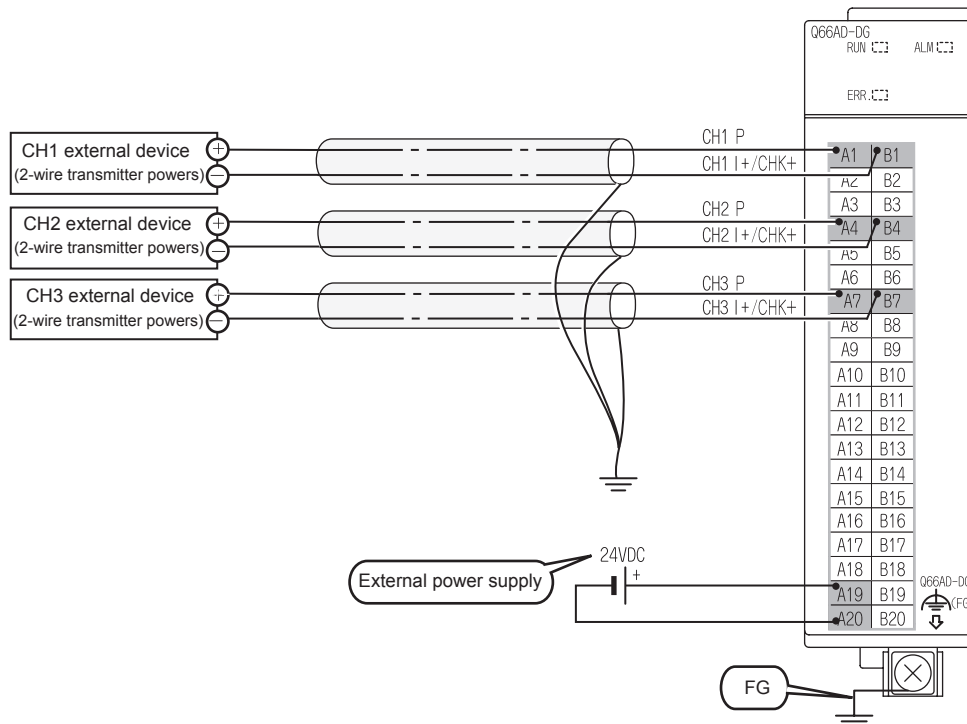 Q66AD-DG
RUN ALM
ERR.
CH1 external device +
(2-wire transmitter powers) -
CH1 P
CH1 I+/CHK+
CH2 external device +
(2-wire transmitter powers) -
CH2 P
CH2 I+/CHK+
CH3 external device +
(2-wire transmitter powers) -
CH3 P
CH3 I+/CHK+
A1 B1
A2 B2
A3 B3
A4 B4
A5 B5
A6 B6
A7 B7
A8 B8
A9 B9
A10 B10
A11 B11
A12 B12
A13 B13
A14 B14
A15 B15
A16 B16
A17 B17
A18 B18
A19 B19
A20 B20
24VDC
+
External power supply
Q66AD-DG
(FG
FG